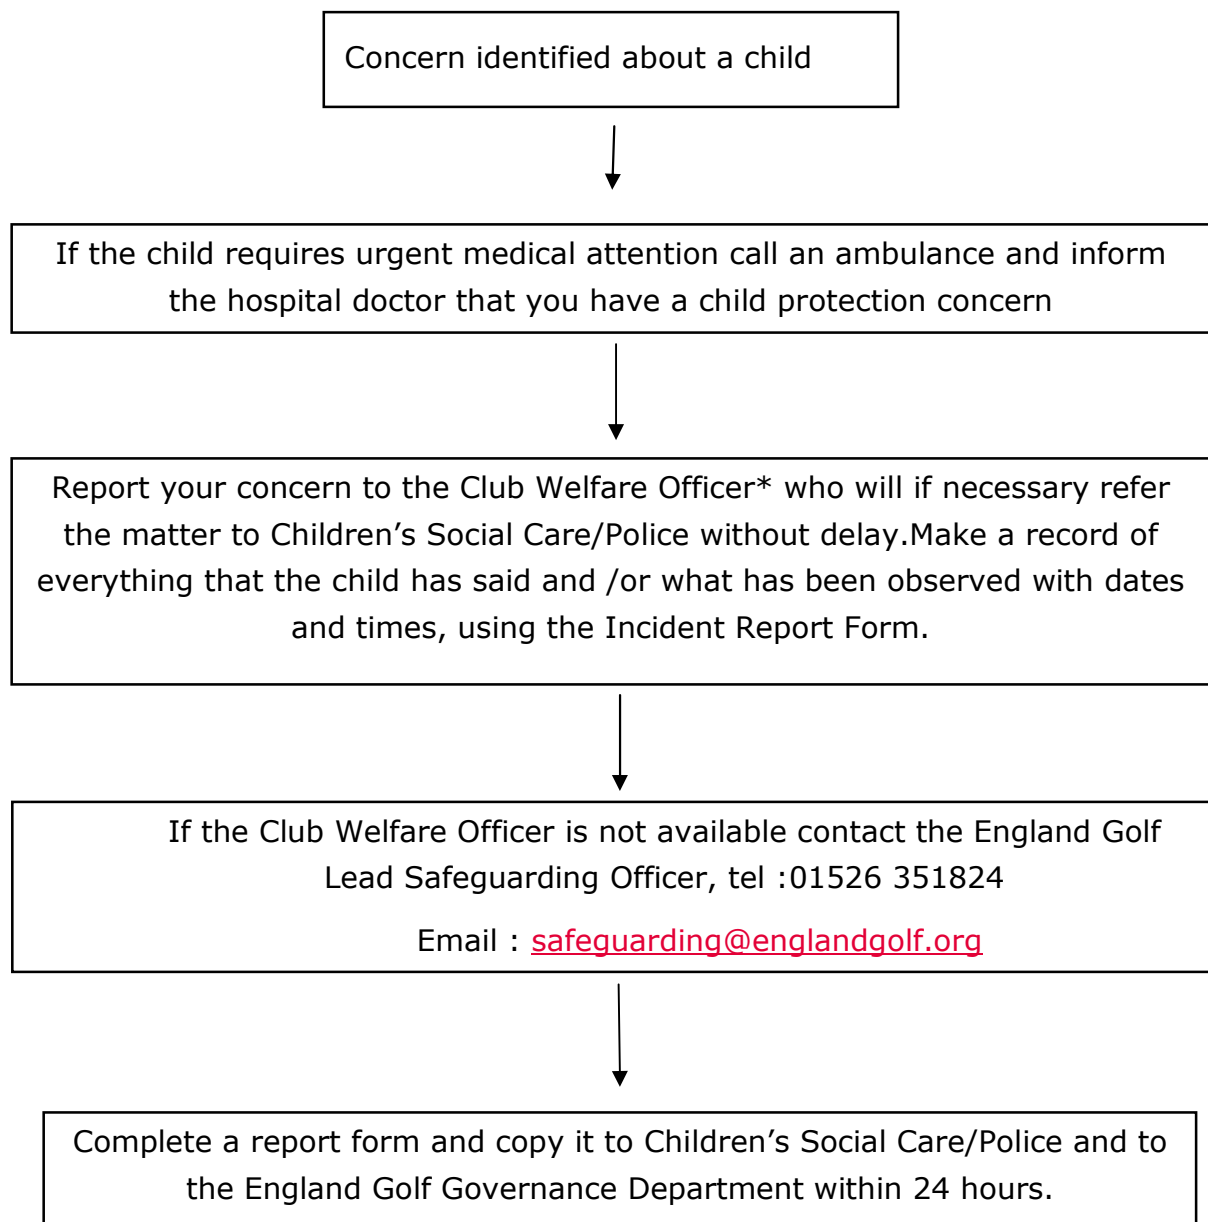 Concern identified about a child
If the child requires urgent medical attention call an ambulance and inform
the hospital doctor that you have a child protection concern
Report your concern to the Club Welfare Officer* who will if necessary refer
the matter to Children’s Social Care/Police without delay.Make a record of
everything that the child has said and /or what has been observed with dates
and times, using the Incident Report Form.
If the Club Welfare Officer is not available contact the England Golf
Lead Safeguarding Officer, tel :01526 351824
Email : safeguarding@englandgolf.org
Complete a report form and copy it to Children’s Social Care/Police and to
the England Golf Governance Department within 24 hours.